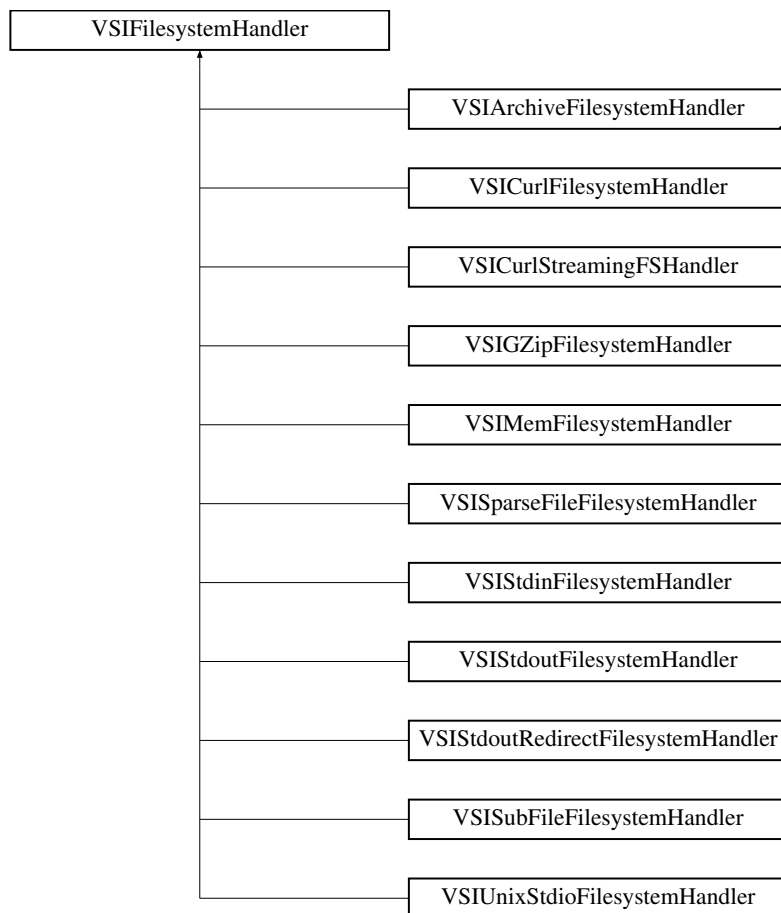 VSIFilesystemHandler
VSIArchiveFilesystemHandler
VSICurlFilesystemHandler
VSICurlStreamingFSHandler
VSIGZipFilesystemHandler
VSIMemFilesystemHandler
VSISparseFileFilesystemHandler
VSIStdinFilesystemHandler
VSIStdoutFilesystemHandler
VSIStdoutRedirectFilesystemHandler
VSISubFileFilesystemHandler
VSIUnixStdioFilesystemHandler